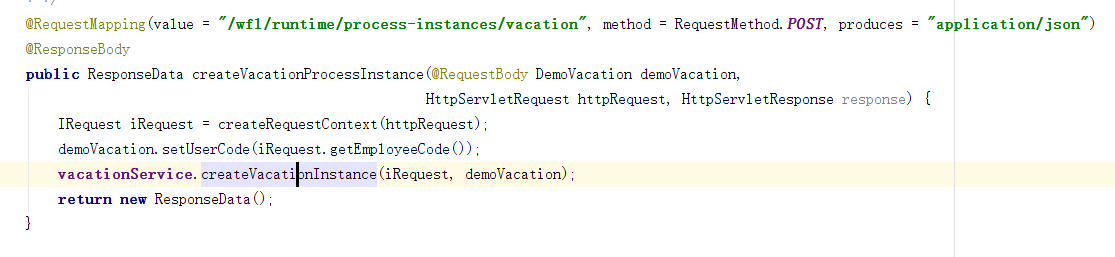 @RequestMapping(value = "/wf1/runtime/process-instances/vacation", method = RequestMethod.POST, produces = "application/json")
@ResponseBody
public ResponseData createVacationProcessInstance(@RequestBody DemoVacation demoVacation,
HttpServletRequest httpRequest, HttpServletResponse response) {
IRequest iRequest = createRequestContext(httpRequest);
demoVacation.setUserCode(iRequest.getEmployeeCode());
vacationService.createVacationInstance(iRequest, demoVacation);
return new ResponseData();
}